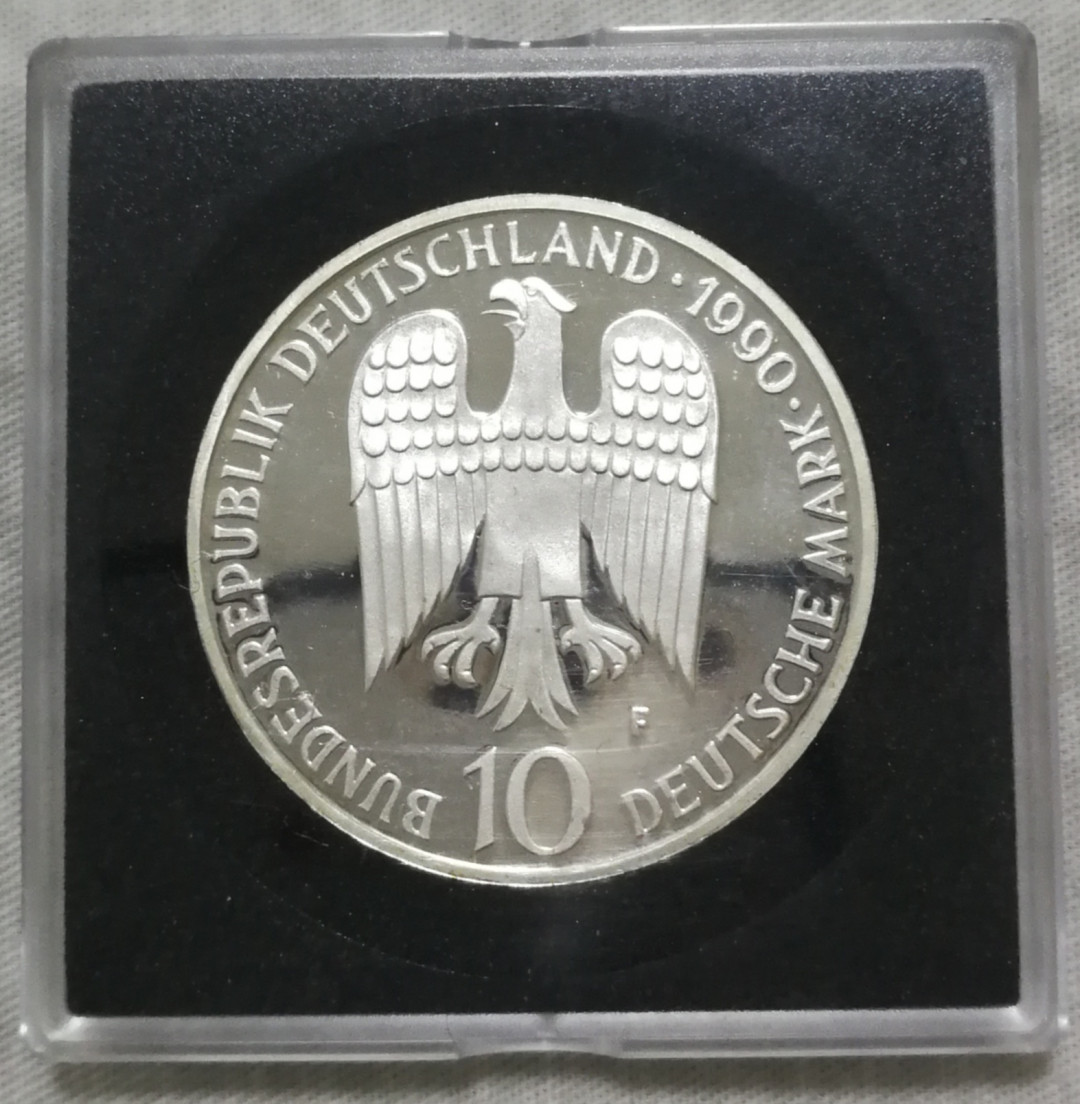 BUNDESREPUBLIK DEUTSCHLAND · 1990 ·
DEUTSCHE MARK
F
10